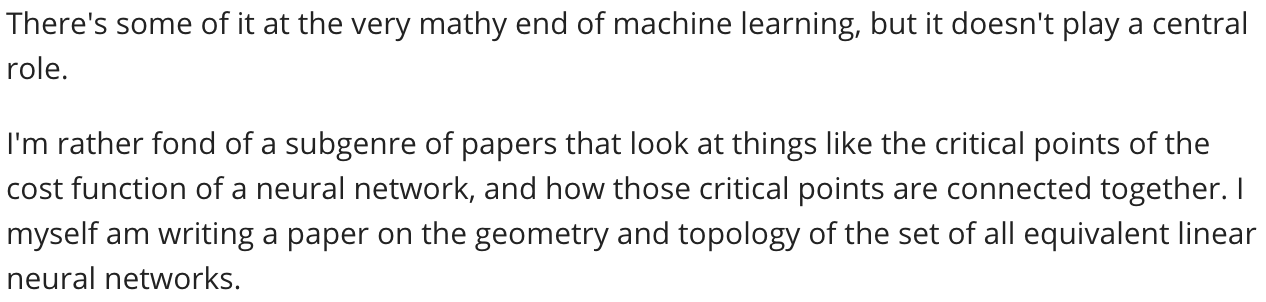 There's some of it at the very mathy end of machine learning, but it doesn't play a central
role.
I'm rather fond of a subgenre of papers that look at things like the critical points of the
cost function of a neural network, and how those critical points are connected together. I
myself am writing a paper on the geometry and topology of the set of all equivalent linear
neural networks.